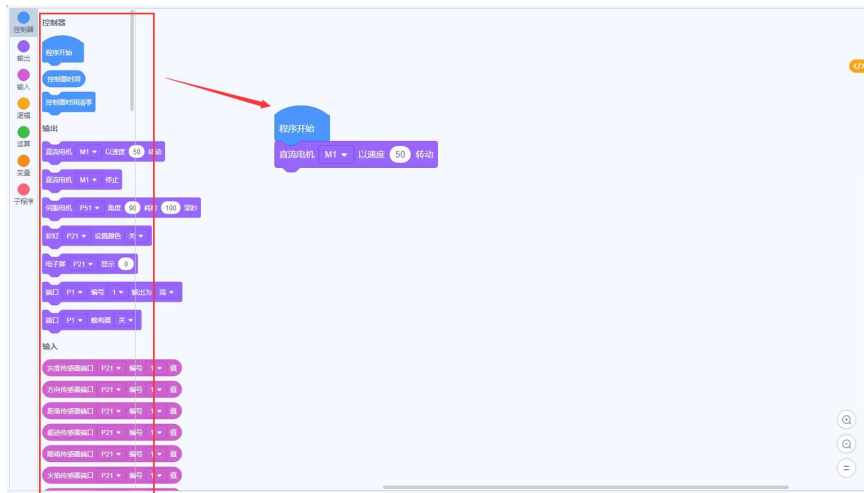 控制器
输出
输入
逻辑
运算
变量
子程序
控制器
程序开始
控制器时间
控制器时间清零
输出
直流电机 M1 以速度 50 转动
直流电机 M1 停止
伺服电机 P51 角度 90 耗时 100 毫秒
彩灯 P21 设置颜色 关
电子屏 P21 显示 0
端口 P1 编号 1 输出为 高
端口 P1 蜂鸣器 关
输入
灰度传感器端口 P21 编号 1 值
方向传感器端口 P21 编号 1 值
距离传感器端口 P21 编号 1 值
循迹传感器端口 P21 编号 1 值
障碍传感器端口 P21 编号 1 值
火焰传感器端口 P21 编号 1 值
程序开始
直流电机 M1 以速度 50 转动